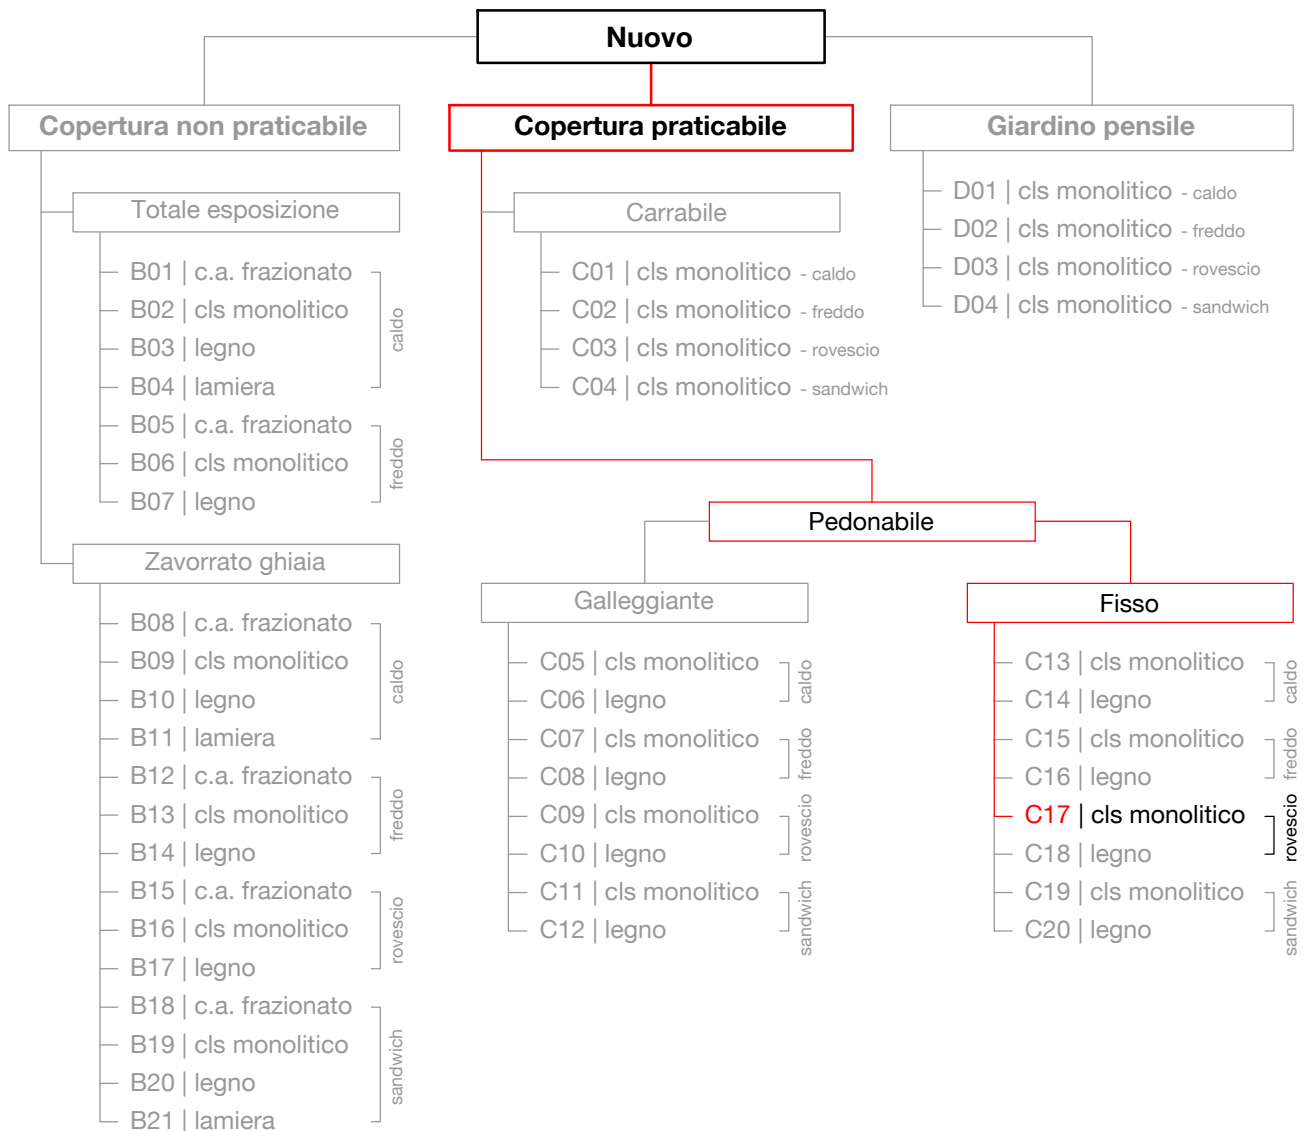 Nuovo
Copertura non praticabile
Totale esposizione
B01 | c.a. frazionato
B02 | cls monolitico
B03 | legno
B04 | lamiera
caldo
B05 | c.a. frazionato
B06 | cls monolitico
B07 | legno
freddo
Zavorrato ghiaia
B08 | c.a. frazionato
B09 | cls monolitico
B10 | legno
B11 | lamiera
caldo
B12 | c.a. frazionato
B13 | cls monolitico
B14 | legno
freddo
B15 | c.a. frazionato
B16 | cls monolitico
B17 | legno
rovescio
B18 | c.a. frazionato
B19 | cls monolitico
B20 | legno
B21 | lamiera
sandwich
Copertura praticabile
Carrabile
C01 | cls monolitico - caldo
C02 | cls monolitico - freddo
C03 | cls monolitico - rovescio
C04 | cls monolitico - sandwich
Pedonabile
Galleggiante
C05 | cls monolitico
C06 | legno
caldo
C07 | cls monolitico
C08 | legno
freddo
C09 | cls monolitico
C10 | legno
rovescio
C11 | cls monolitico
C12 | legno
sandwich
Fisso
C13 | cls monolitico
C14 | legno
caldo
C15 | cls monolitico
C16 | legno
freddo
C17 | cls monolitico
C18 | legno
rovescio
C19 | cls monolitico
C20 | legno
sandwich
Giardino pensile
D01 | cls monolitico - caldo
D02 | cls monolitico - freddo
D03 | cls monolitico - rovescio
D04 | cls monolitico - sandwich